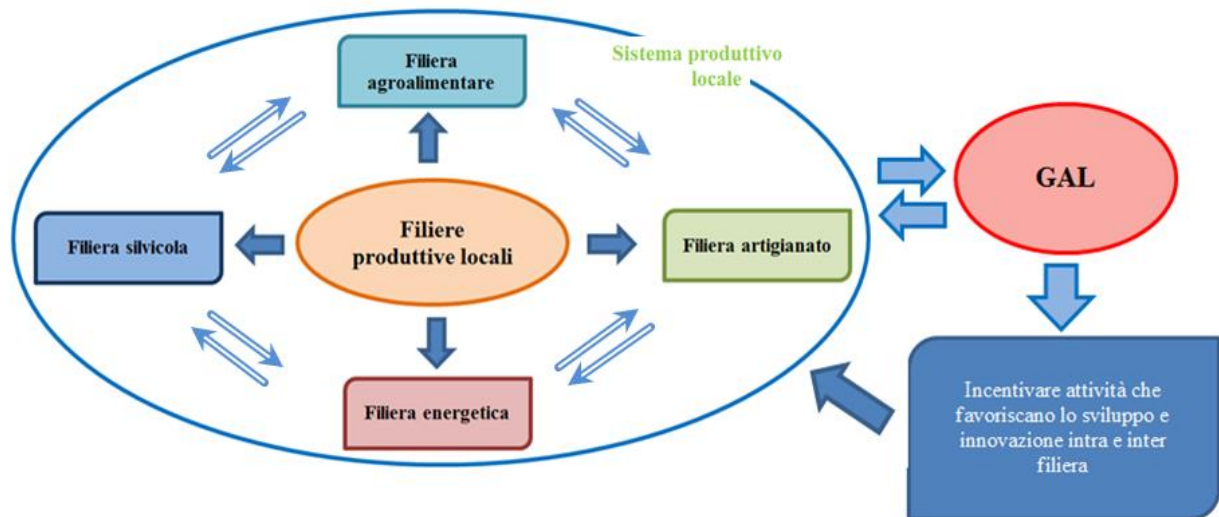 Filiera
agroalimentare
Sistema produttivo
locale
GAL
Filiera silvicola
Filiere
produttive locali
Filiera artigianato
Filiera energetica
Incentivare attività che
favoriscano lo sviluppo e
innovazione intra e inter
filiera